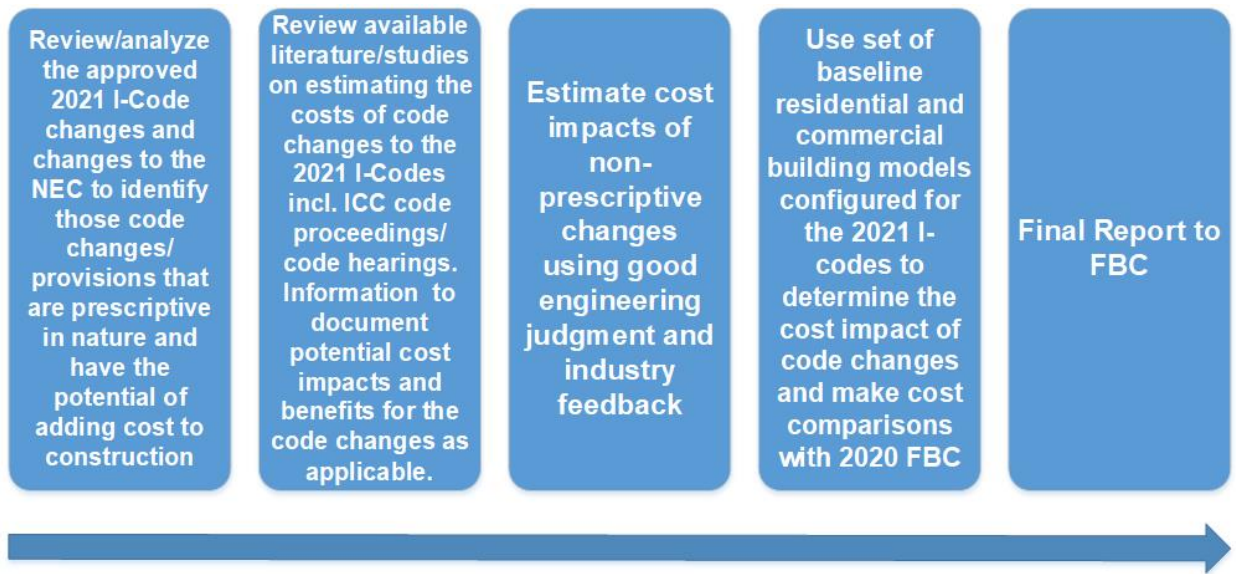 Review/analyze
the approved
2021 I-Code
changes and
changes to the
NEC to identify
those code
changes/
provisions that
are prescriptive
in nature and
have the
potential of
adding cost to
construction
Review available
literature/studies
on estimating the
costs of code
changes to the
2021 I-Codes
incl. ICC code
proceedings/
code hearings.
Information to
document
potential cost
impacts and
benefits for the
code changes as
applicable.
Estimate cost
impacts of
non-
prescriptive
changes
using good
engineering
judgment and
industry
feedback
Use set of
baseline
residential and
commercial
building models
configured for
the 2021 I-
codes to
determine the
cost impact of
code changes
and make cost
comparisons
with 2020 FBC
Final Report to
FBC